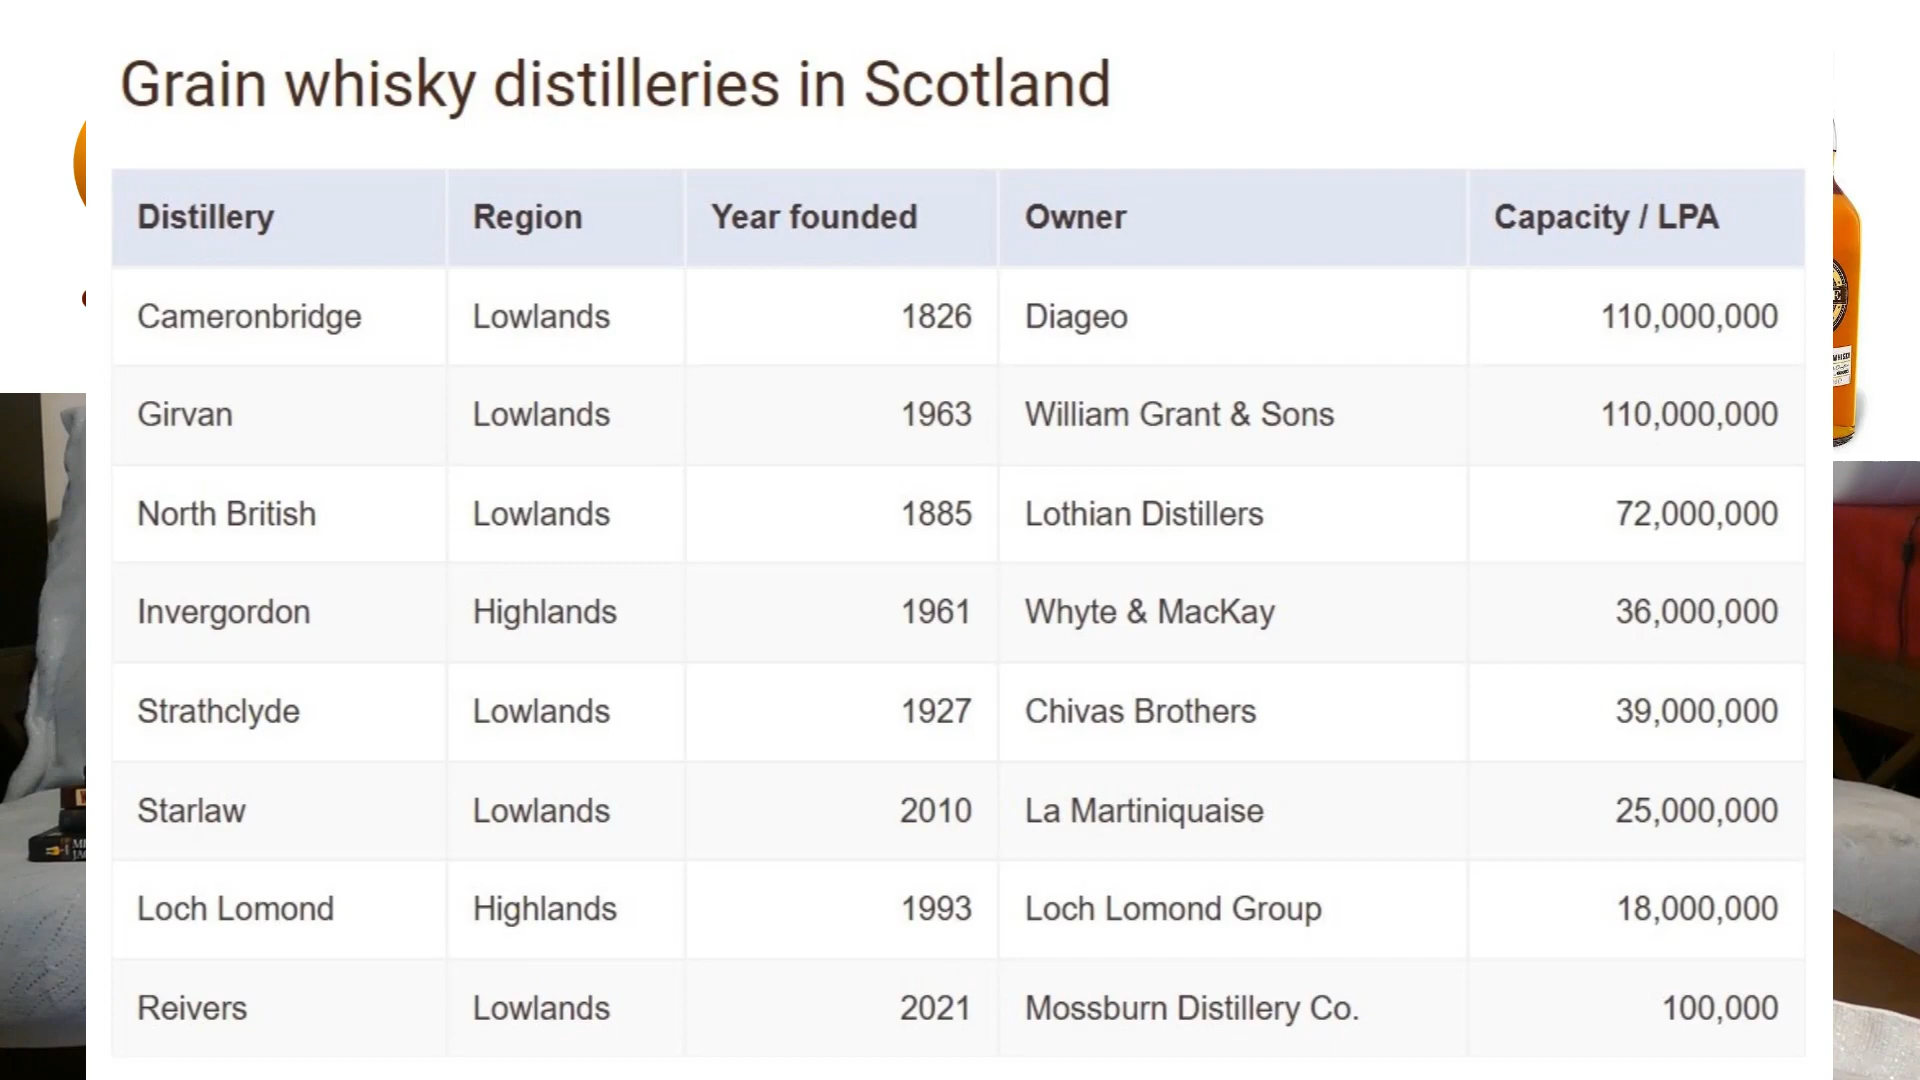 Grain whisky distilleries in Scotland
Distillery Region Year founded Owner Capacity / LPA
Cameronbridge Lowlands 1826 Diageo 110,000,000
Girvan Lowlands 1963 William Grant & Sons 110,000,000
North British Lowlands 1885 Lothian Distillers 72,000,000
Invergordon Highlands 1961 Whyte & MacKay 36,000,000
Strathclyde Lowlands 1927 Chivas Brothers 39,000,000
Starlaw Lowlands 2010 La Martiniquaise 25,000,000
Loch Lomond Highlands 1993 Loch Lomond Group 18,000,000
Reivers Lowlands 2021 Mossburn Distillery Co. 100,000